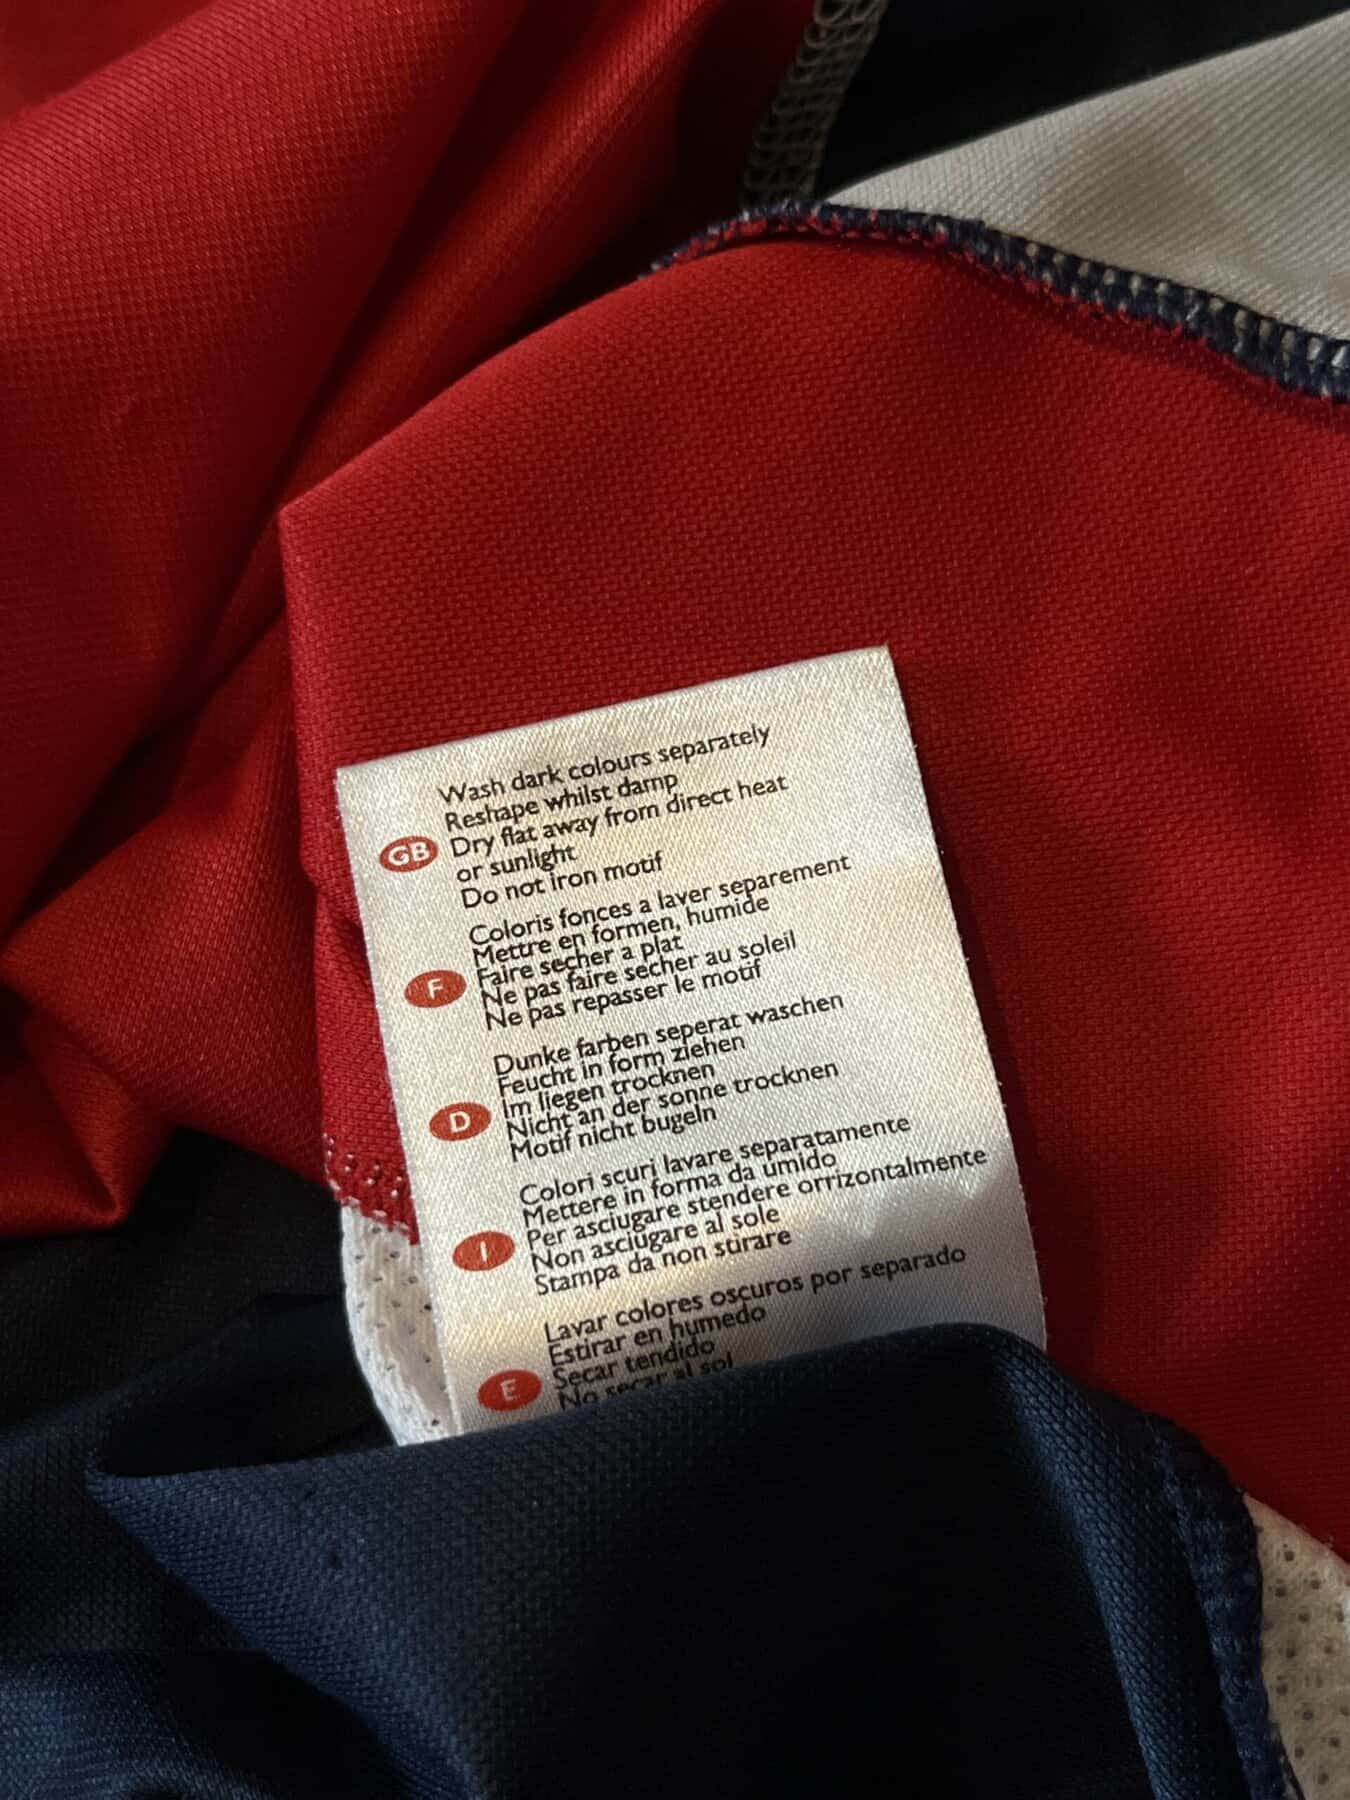 GB
Wash dark colours separately
Reshape whilst damp
Dry flat away from direct heat
or sunlight
Do not iron motif
F
Coloris fonces a laver separement
Mettre en formen, humide
Faire secher a plat
Ne pas faire secher au soleil
Ne pas repasser le motif
D
Dunke farben seperat waschen
Feucht in form ziehen
Im liegen trocknen
Nicht an der sonne trocknen
Motif nicht bugeln
I
Colori scuri lavare separatamente
Mettere in forma da umido
Per asciugare stendere orrizontalmente
Non asciugare al sole
Stampa da non stirare
E
Lavar colores oscuros por separado
Estirar en humedo
Secar tendido
No secar al sol